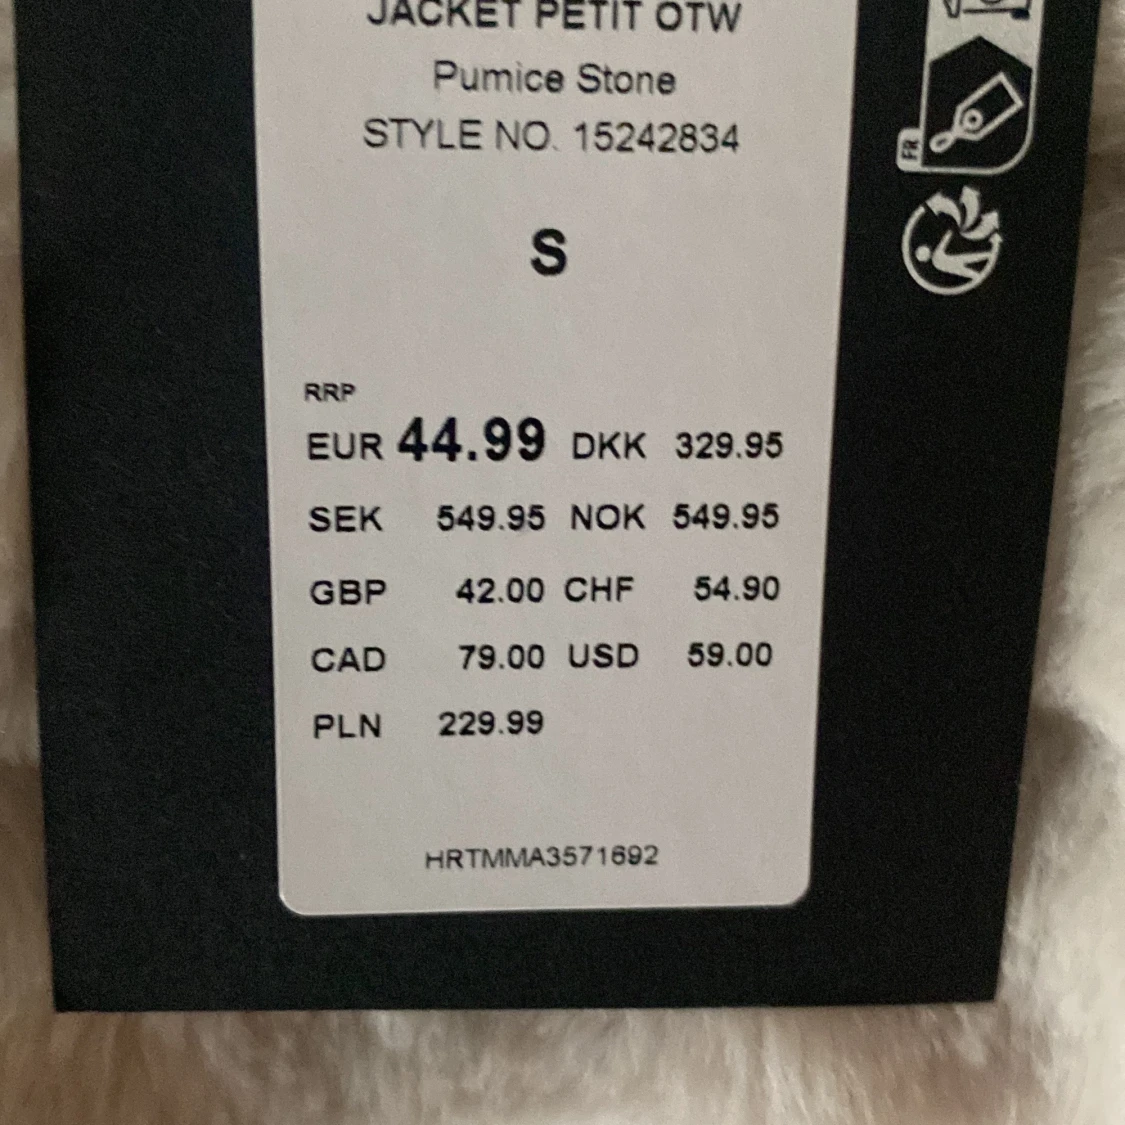 JACKET PETIT OTW
Pumice Stone
STYLE NO. 15242834
S
RRP
EUR 44.99 DKK 329.95
SEK 549.95 NOK 549.95
GBP 42.00 CHF 54.90
CAD 79.00 USD 59.00
PLN 229.99
HRTMMA3571692
FR